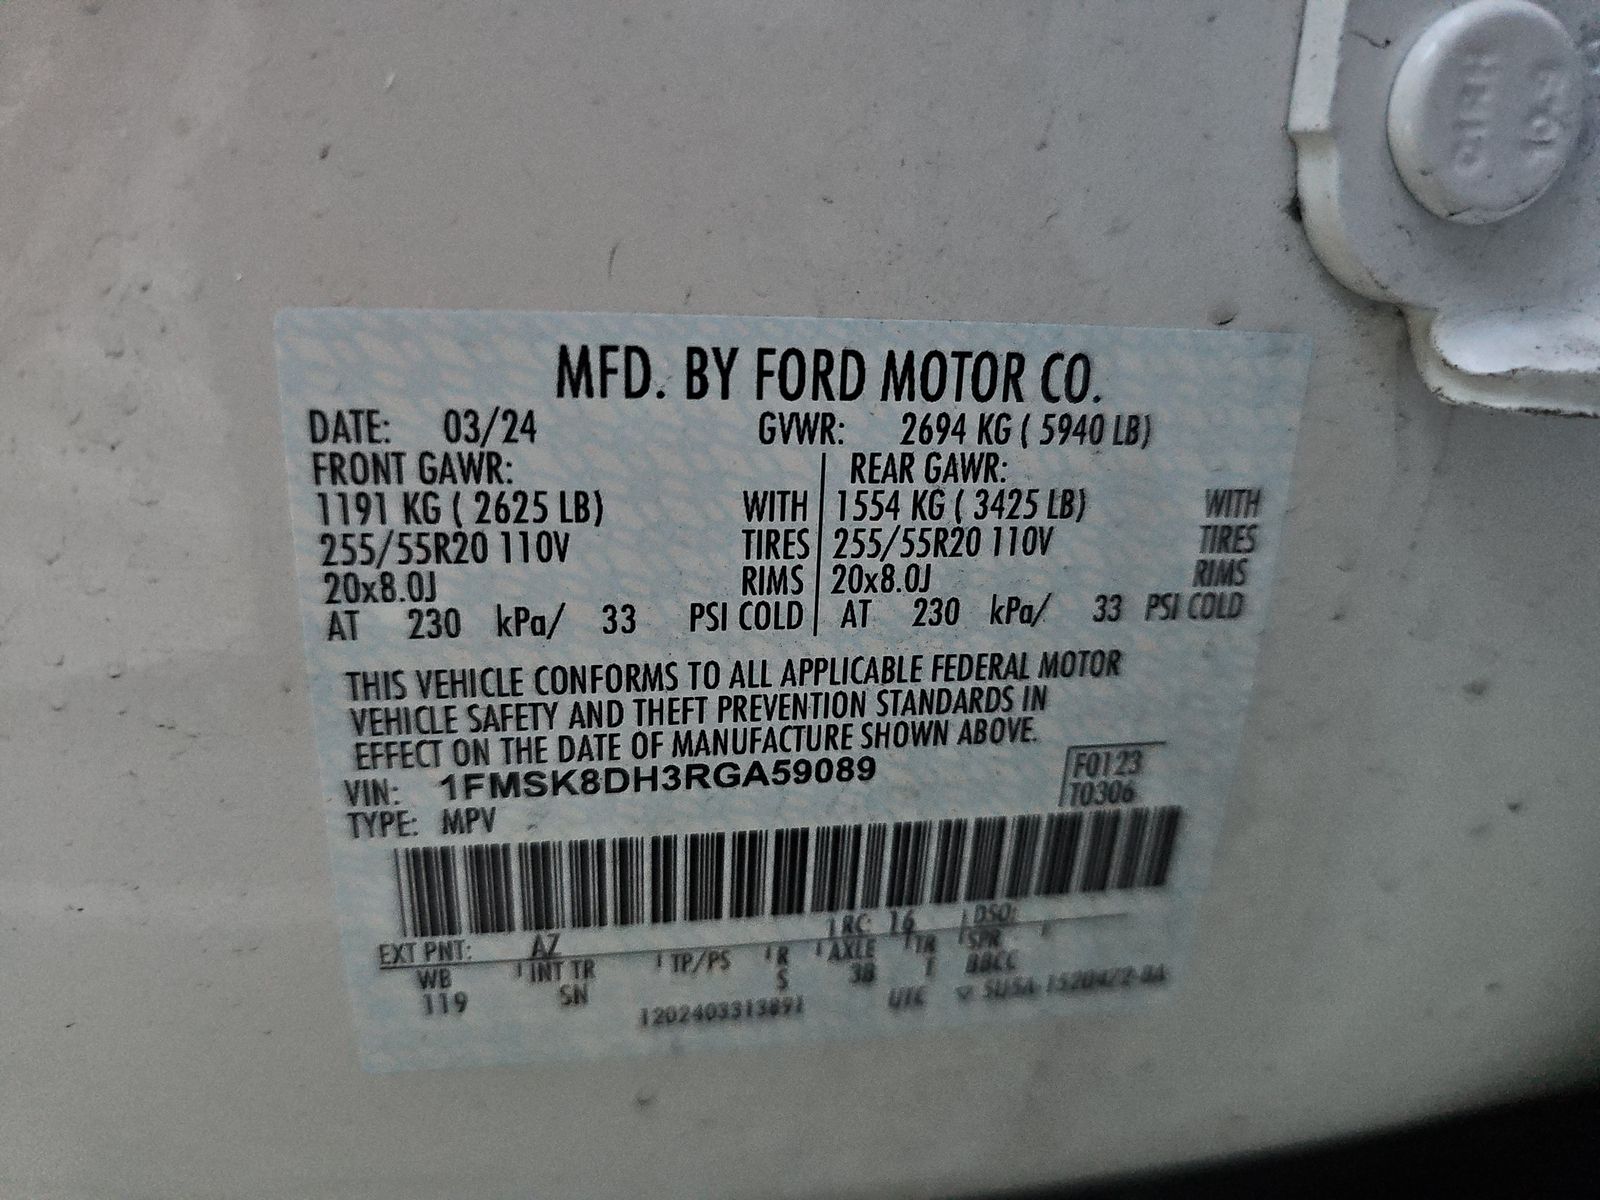 MFD. BY FORD MOTOR CO.
DATE: 03/24 GVWR: 2694 KG ( 5940 LB)
FRONT GAWR: REAR GAWR:
1191 KG ( 2625 LB) WITH 1554 KG ( 3425 LB) WITH
255/55R20 110V TIRES 255/55R20 110V TIRES
20x8.0J RIMS 20x8.0J RIMS
AT 230 kPa/ 33 PSI COLD AT 230 kPa/ 33 PSI COLD
THIS VEHICLE CONFORMS TO ALL APPLICABLE FEDERAL MOTOR
VEHICLE SAFETY AND THEFT PREVENTION STANDARDS IN
EFFECT ON THE DATE OF MANUFACTURE SHOWN ABOVE.
VIN: 1FMSK8DH3RGA59089 F0123
TYPE: MPV T0306
EXT PNT: AZ RC: 16 DSO:
WB INT TR TP/PS R AXLE TR SPR
119 SN S 3B
1202403313891 UTC